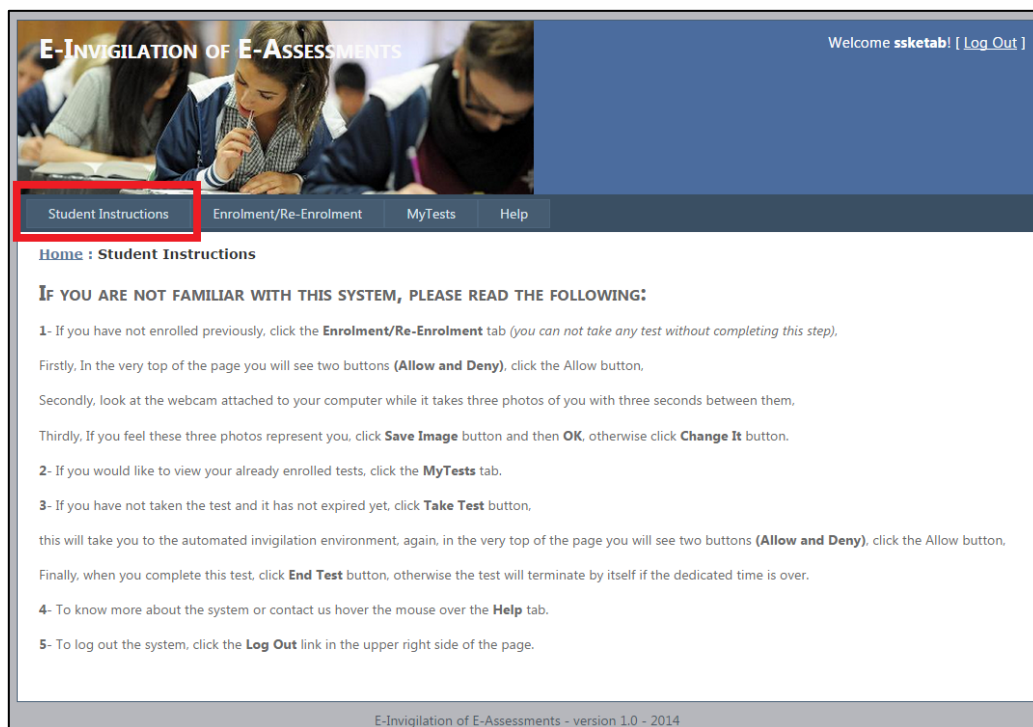 E-Invigilation of E-Assessments
Welcome ssketab! [ Log Out ]
Student Instructions Enrolment/Re-Enrolment MyTests Help
Home : Student Instructions
If you are not familiar with this system, please read the following:
1- If you have not enrolled previously, click the Enrolment/Re-Enrolment tab (you can not take any test without completing this step),
Firstly, In the very top of the page you will see two buttons (Allow and Deny), click the Allow button,
Secondly, look at the webcam attached to your computer while it takes three photos of you with three seconds between them,
Thirdly, If you feel these three photos represent you, click Save Image button and then OK, otherwise click Change It button.
2- If you would like to view your already enrolled tests, click the MyTests tab.
3- If you have not taken the test and it has not expired yet, click Take Test button,
this will take you to the automated invigilation environment, again, in the very top of the page you will see two buttons (Allow and Deny), click the Allow button,
Finally, when you complete this test, click End Test button, otherwise the test will terminate by itself if the dedicated time is over.
4- To know more about the system or contact us hover the mouse over the Help tab.
5- To log out the system, click the Log Out link in the upper right side of the page.
E-Invigilation of E-Assessments - version 1.0 - 2014